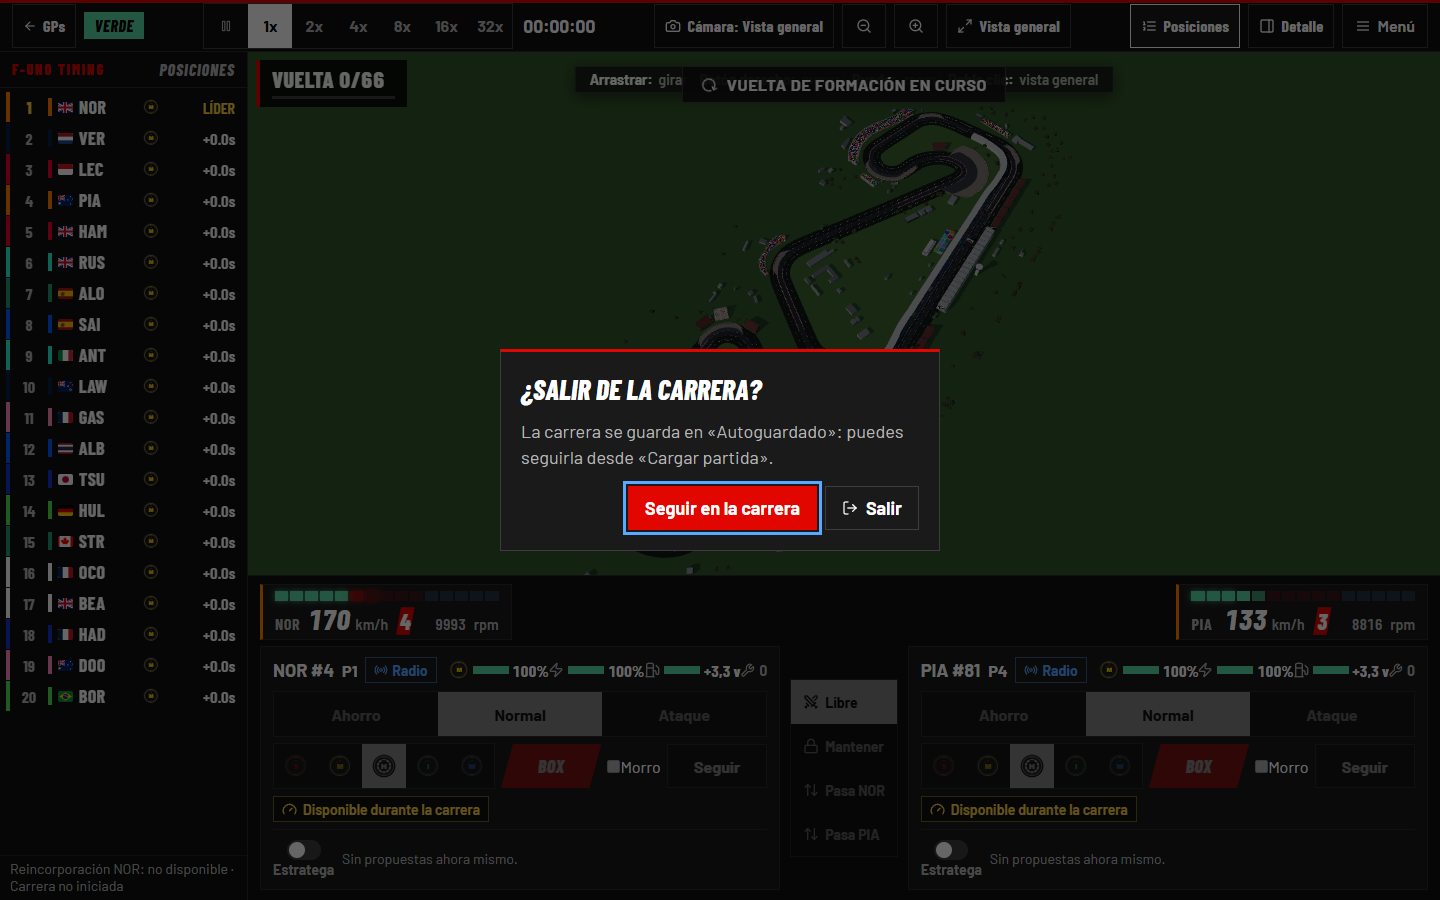 GPs
VERDE
1x
2x
4x
8x
16x
32x
00:00:00
Cámara: Vista general
Vista general
Posiciones
Detalle
Menú
F-UNO TIMING
POSICIONES
1 NOR LÍDER
2 VER +0.0s
3 LEC +0.0s
4 PIA +0.0s
5 HAM +0.0s
6 RUS +0.0s
7 ALO +0.0s
8 SAI +0.0s
9 ANT +0.0s
10 LAW +0.0s
11 GAS +0.0s
12 ALB +0.0s
13 TSU +0.0s
14 HUL +0.0s
15 STR +0.0s
16 OCO +0.0s
17 BEA +0.0s
18 HAD +0.0s
19 DOO +0.0s
20 BOR +0.0s
Reincorporación NOR: no disponible ·
Carrera no iniciada
VUELTA 0/66
Arrastrar: gira
VUELTA DE FORMACIÓN EN CURSO
: vista general
¿SALIR DE LA CARRERA?
La carrera se guarda en «Autoguardado»: puedes
seguirla desde «Cargar partida».
Seguir en la carrera
Salir
NOR 170 km/h 4 9993 rpm
PIA 133 km/h 3 8816 rpm
NOR #4 P1 Radio M 100% 100% +3,3 v 0
Ahorro
Normal
Ataque
BOX
Morro
Seguir
Disponible durante la carrera
Estratega
Sin propuestas ahora mismo.
Libre
Mantener
Pasa NOR
Pasa PIA
PIA #81 P4 Radio M 100% 100% +3,3 v 0
Ahorro
Normal
Ataque
BOX
Morro
Seguir
Disponible durante la carrera
Estratega
Sin propuestas ahora mismo.